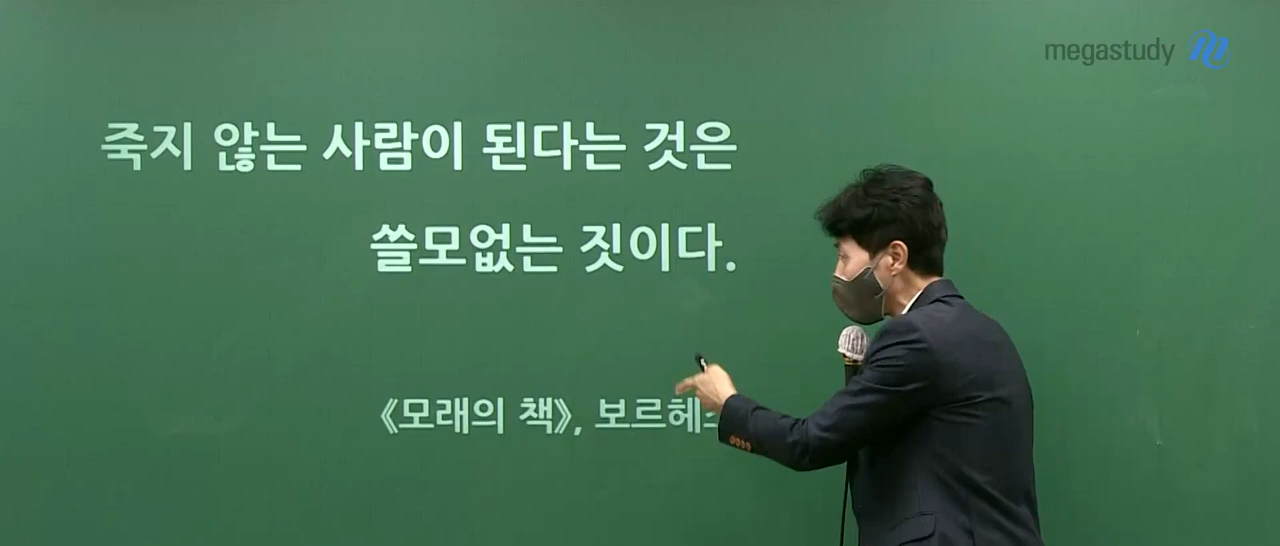 megastudy
죽지 않는 사람이 된다는 것은
쓸모없는 짓이다.
《모래의 책》, 보르헤